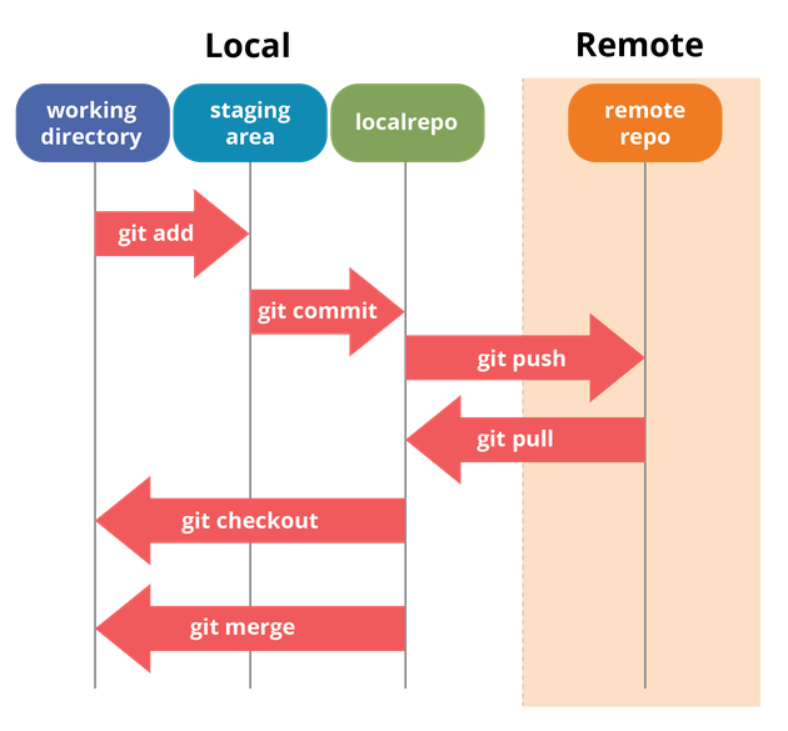 Local
Remote
working
directory
staging
area
localrepo
remote
repo
git add
git commit
git push
git pull
git checkout
git merge